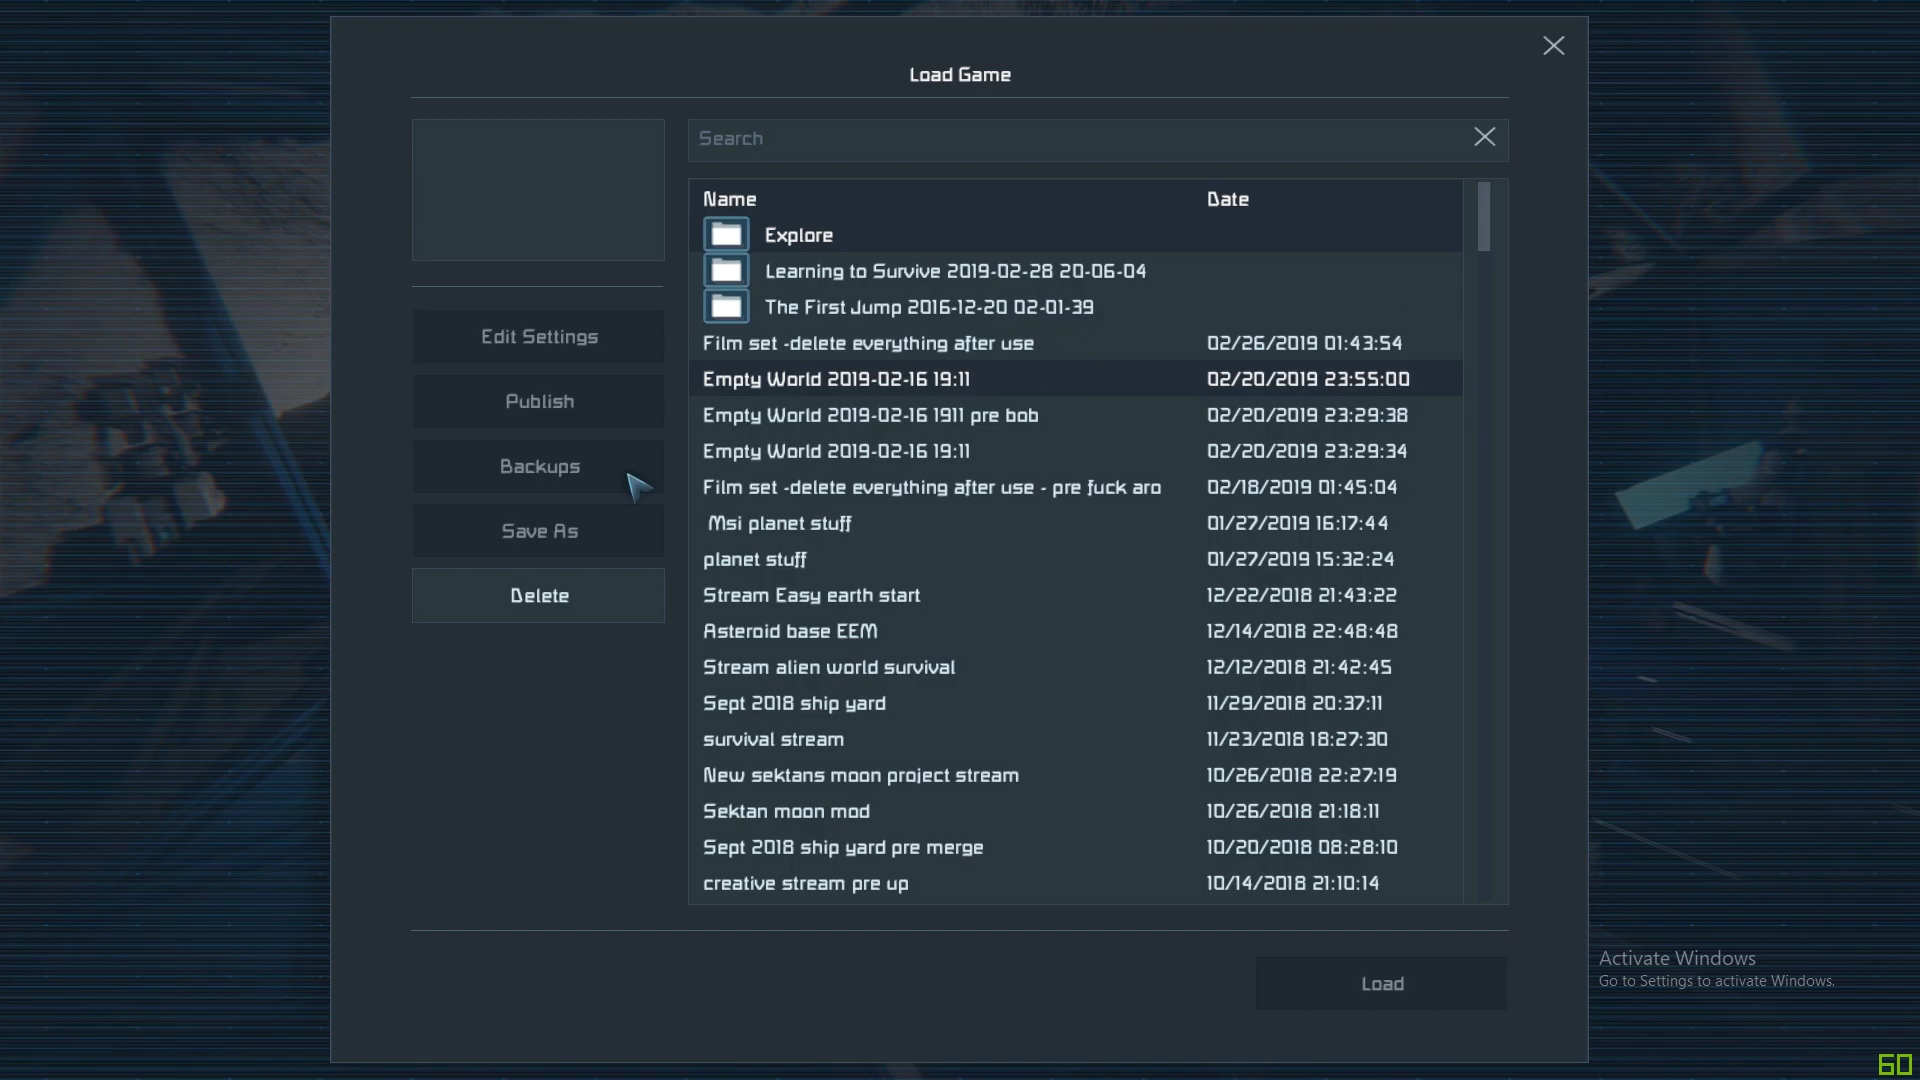 Load Game
Search
Name Date
Explore
Learning to Survive 2019-02-28 20-06-04
The First Jump 2016-12-20 02-01-39
Film set -delete everything after use 02/26/2019 01:43:54
Empty World 2019-02-16 19:11 02/20/2019 23:55:00
Empty World 2019-02-16 1911 pre bob 02/20/2019 23:29:38
Empty World 2019-02-16 19:11 02/20/2019 23:29:34
Film set -delete everything after use - pre fuck aro 02/18/2019 01:45:04
Msi planet stuff 01/27/2019 16:17:44
planet stuff 01/27/2019 15:32:24
Stream Easy earth start 12/22/2018 21:43:22
Asteroid base EEM 12/14/2018 22:48:48
Stream alien world survival 12/12/2018 21:42:45
Sept 2018 ship yard 11/29/2018 20:37:11
survival stream 11/23/2018 18:27:30
New sektans moon project stream 10/26/2018 22:27:19
Sektan moon mod 10/26/2018 21:18:11
Sept 2018 ship yard pre merge 10/20/2018 08:28:10
creative stream pre up 10/14/2018 21:10:14
Edit Settings
Publish
Backups
Save As
Delete
Load
Activate Windows
Go to Settings to activate Windows.
60